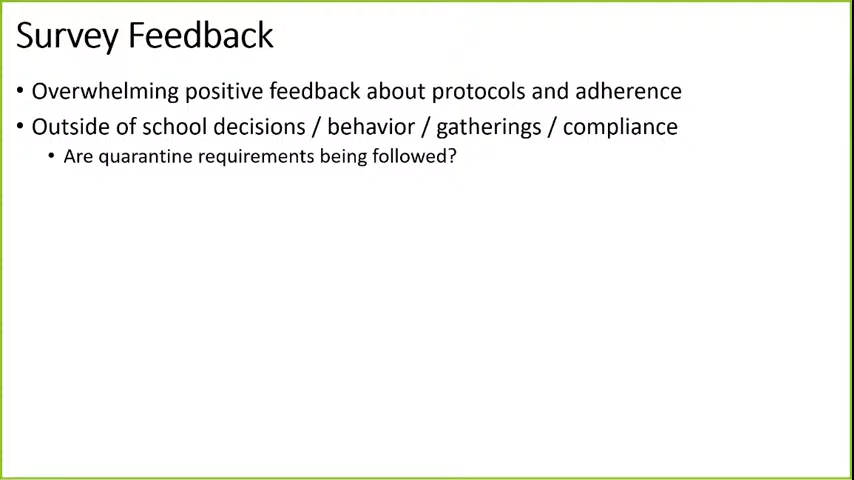 Survey Feedback
• Overwhelming positive feedback about protocols and adherence
• Outside of school decisions / behavior / gatherings / compliance
• Are quarantine requirements being followed?